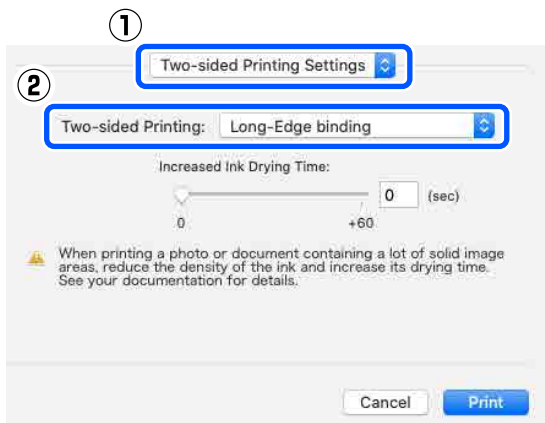 ①
Two-sided Printing Settings
②
Two-sided Printing: Long-Edge binding
Increased Ink Drying Time:
0 (sec)
0 +60
When printing a photo or document containing a lot of solid image
areas, reduce the density of the ink and increase its drying time.
See your documentation for details.
Cancel Print